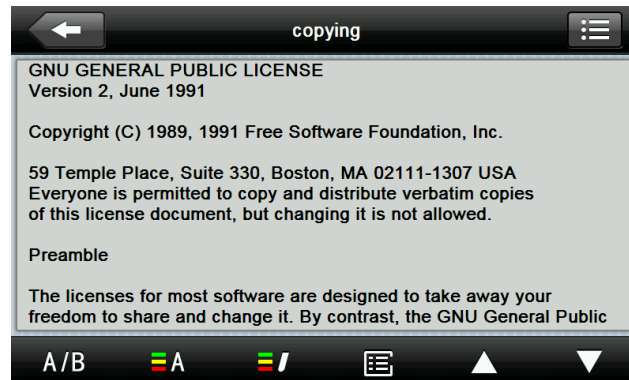 copying
GNU GENERAL PUBLIC LICENSE
Version 2, June 1991
Copyright (C) 1989, 1991 Free Software Foundation, Inc.
59 Temple Place, Suite 330, Boston, MA 02111-1307 USA
Everyone is permitted to copy and distribute verbatim copies
of this license document, but changing it is not allowed.
Preamble
The licenses for most software are designed to take away your
freedom to share and change it. By contrast, the GNU General Public
A/B
A